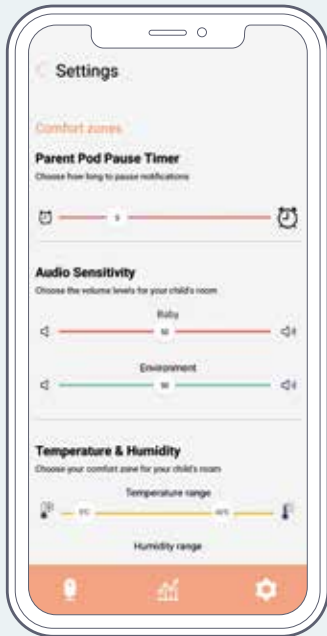 Settings
Comfort zones
Parent Pod Pause Timer
Choose how long to pause notifications
Audio Sensitivity
Choose the volume levels for your child's room
Baby
50
Environment
50
Temperature & Humidity
Choose your comfort zone for your child's room
Temperature range
Humidity range